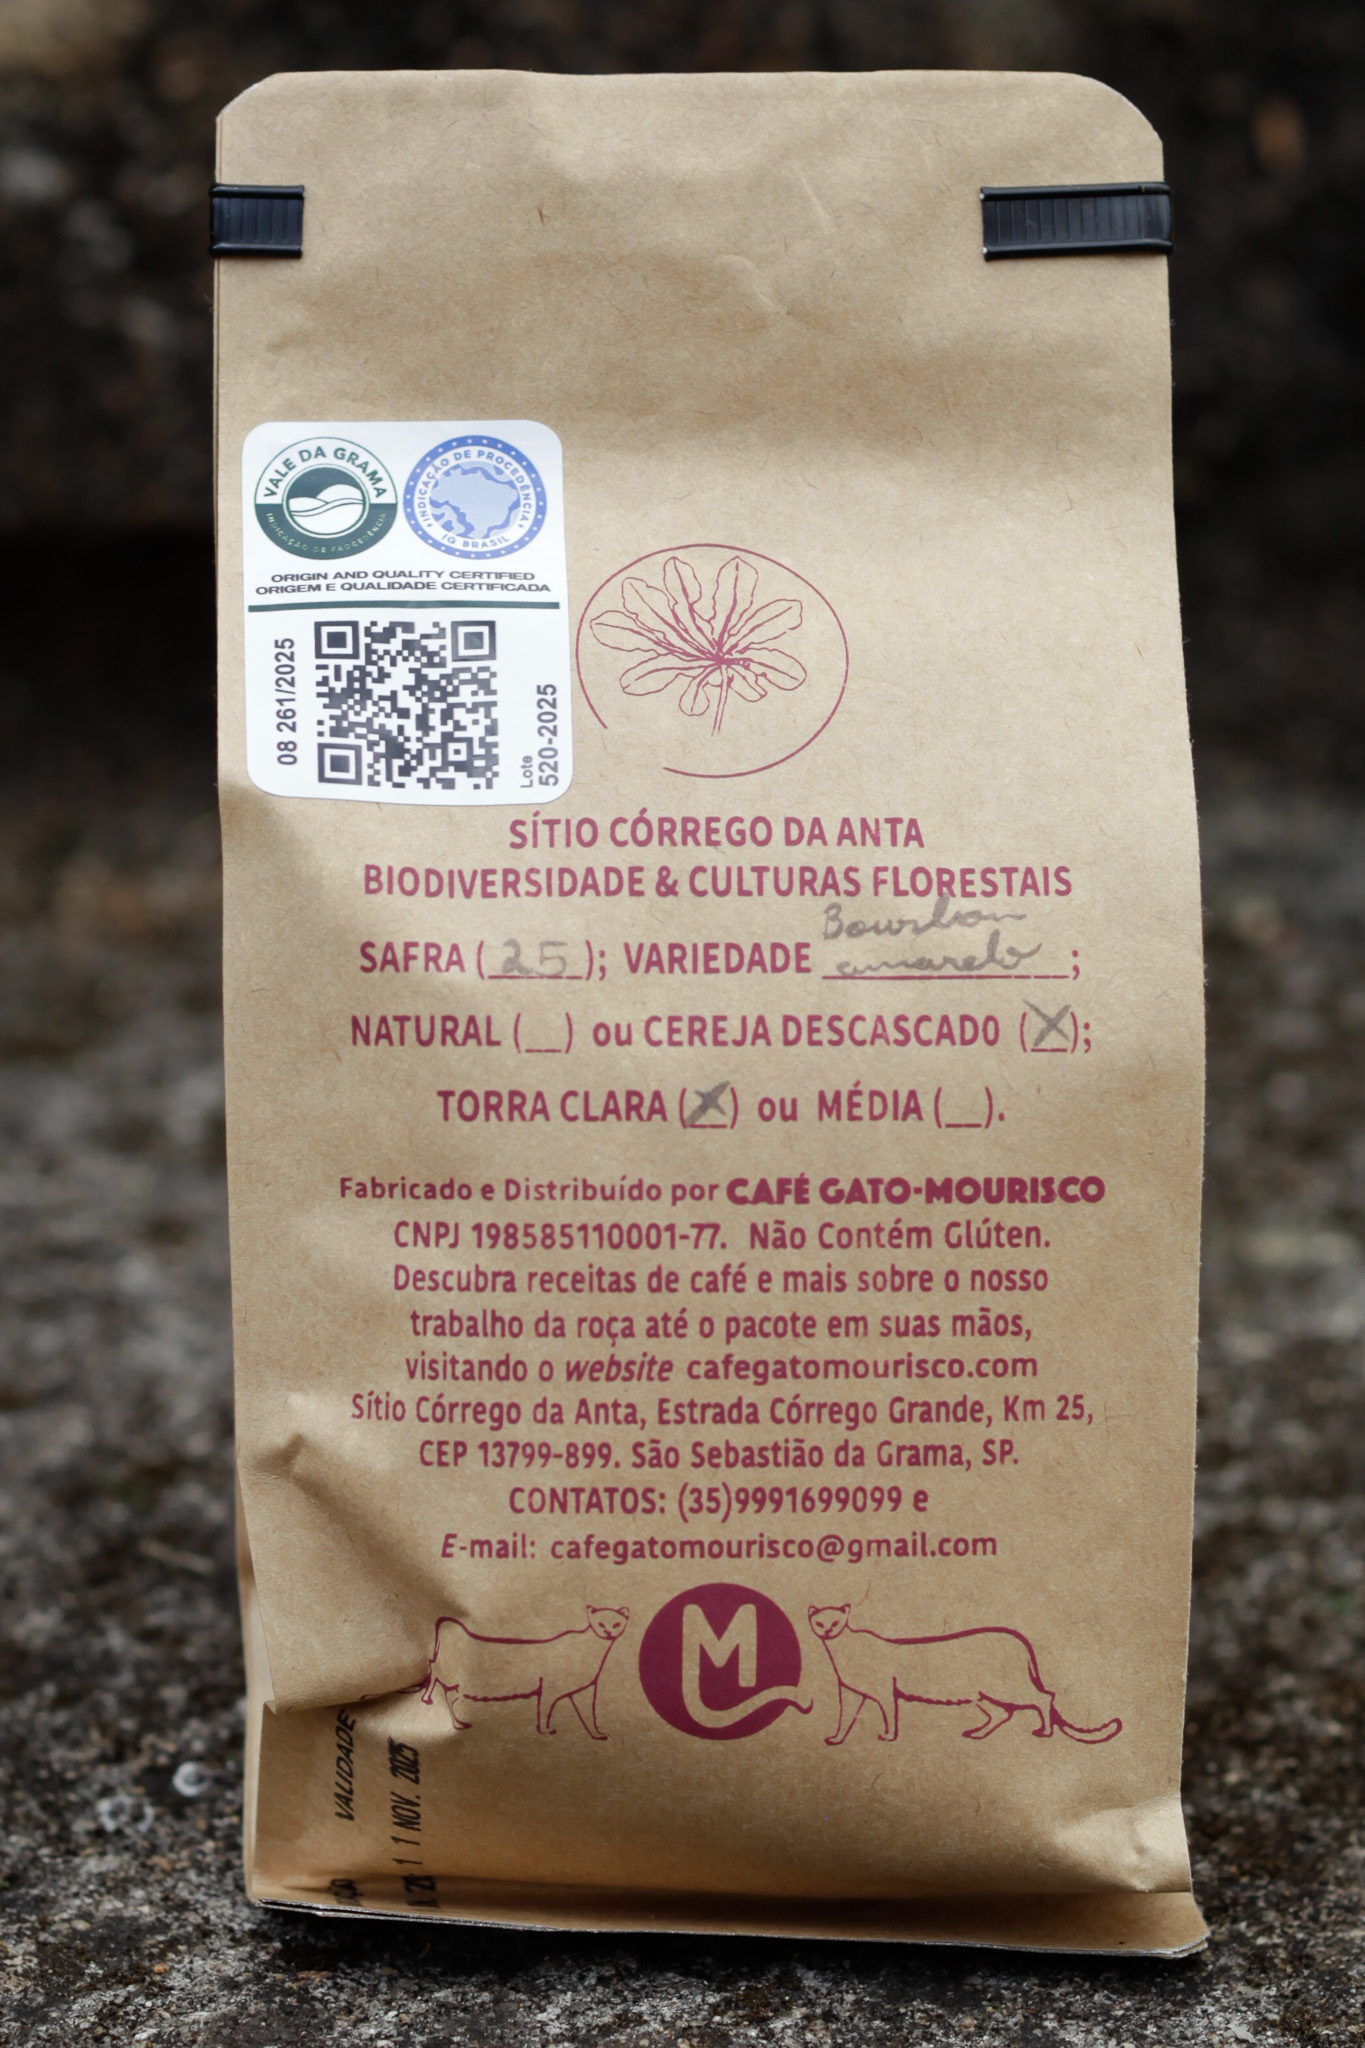 VALE DA GRAMA
INDICAÇÃO DE PROCEDÊNCIA
INDICAÇÃO DE PROCEDÊNCIA
IG BRASIL
ORIGIN AND QUALITY CERTIFIED
ORIGEM E QUALIDADE CERTIFICADA
08 261/2025
Lote
520-2025
SÍTIO CÓRREGO DA ANTA
BIODIVERSIDADE & CULTURAS FLORESTAIS
Bourbon
SAFRA (25); VARIEDADE amarelo;
NATURAL (__) ou CEREJA DESCASCADO (X);
TORRA CLARA (X) ou MÉDIA (__).
Fabricado e Distribuído por CAFÉ GATO-MOURISCO
CNPJ 198585110001-77. Não Contém Glúten.
Descubra receitas de café e mais sobre o nosso
trabalho da roça até o pacote em suas mãos,
visitando o website cafegatomourisco.com
Sítio Córrego da Anta, Estrada Córrego Grande, Km 25,
CEP 13799-899. São Sebastião da Grama, SP.
CONTATOS: (35)9991699099 e
E-mail: cafegatomourisco@gmail.com
M
VALIDADE
1 1 NOV. 2025